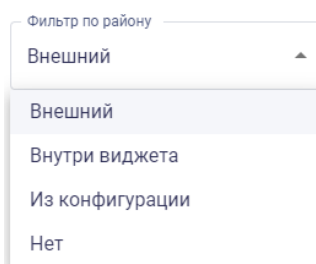 Фильтр по району
Внешний
Внешний
Внутри виджета
Из конфигурации
Нет